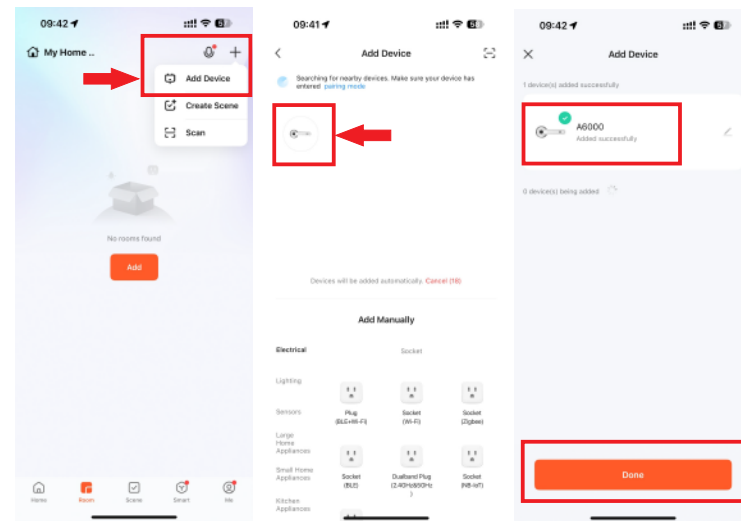 09:42
My Home ..
Add Device
Create Scene
Scan
No rooms found
Add
Home
Room
Scene
Smart
Me
09:41
Add Device
Searching for nearby devices. Make sure your device has
entered pairing mode
Devices will be added automatically. Cancel (18)
Add Manually
Electrical
Socket
Lighting
Sensors
Large
Home
Appliances
Small Home
Appliances
Kitchen
Appliances
Plug
(BLE+Wi-Fi)
Socket
(Wi-Fi)
Socket
(Zigbee)
Socket
(BLE)
Dualband Plug
(2.4GHz&5GHz
)
Socket
(NB-IoT)
09:42
Add Device
1 device(s) added successfully
A6000
Added successfully
0 device(s) being added
Done